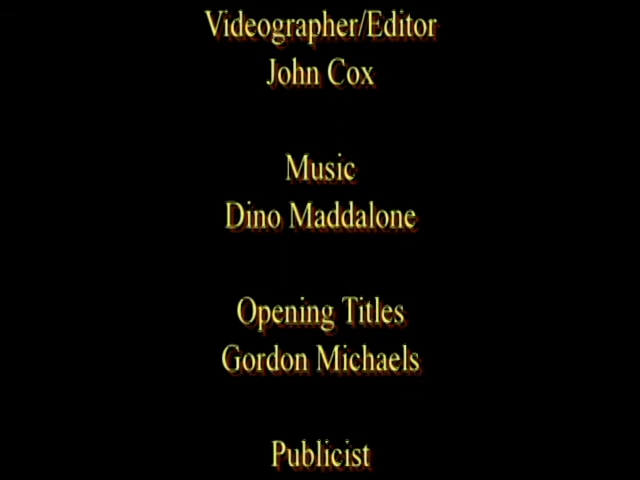 Videographer/Editor
John Cox
Music
Dino Maddalone
Opening Titles
Gordon Michaels
Publicist